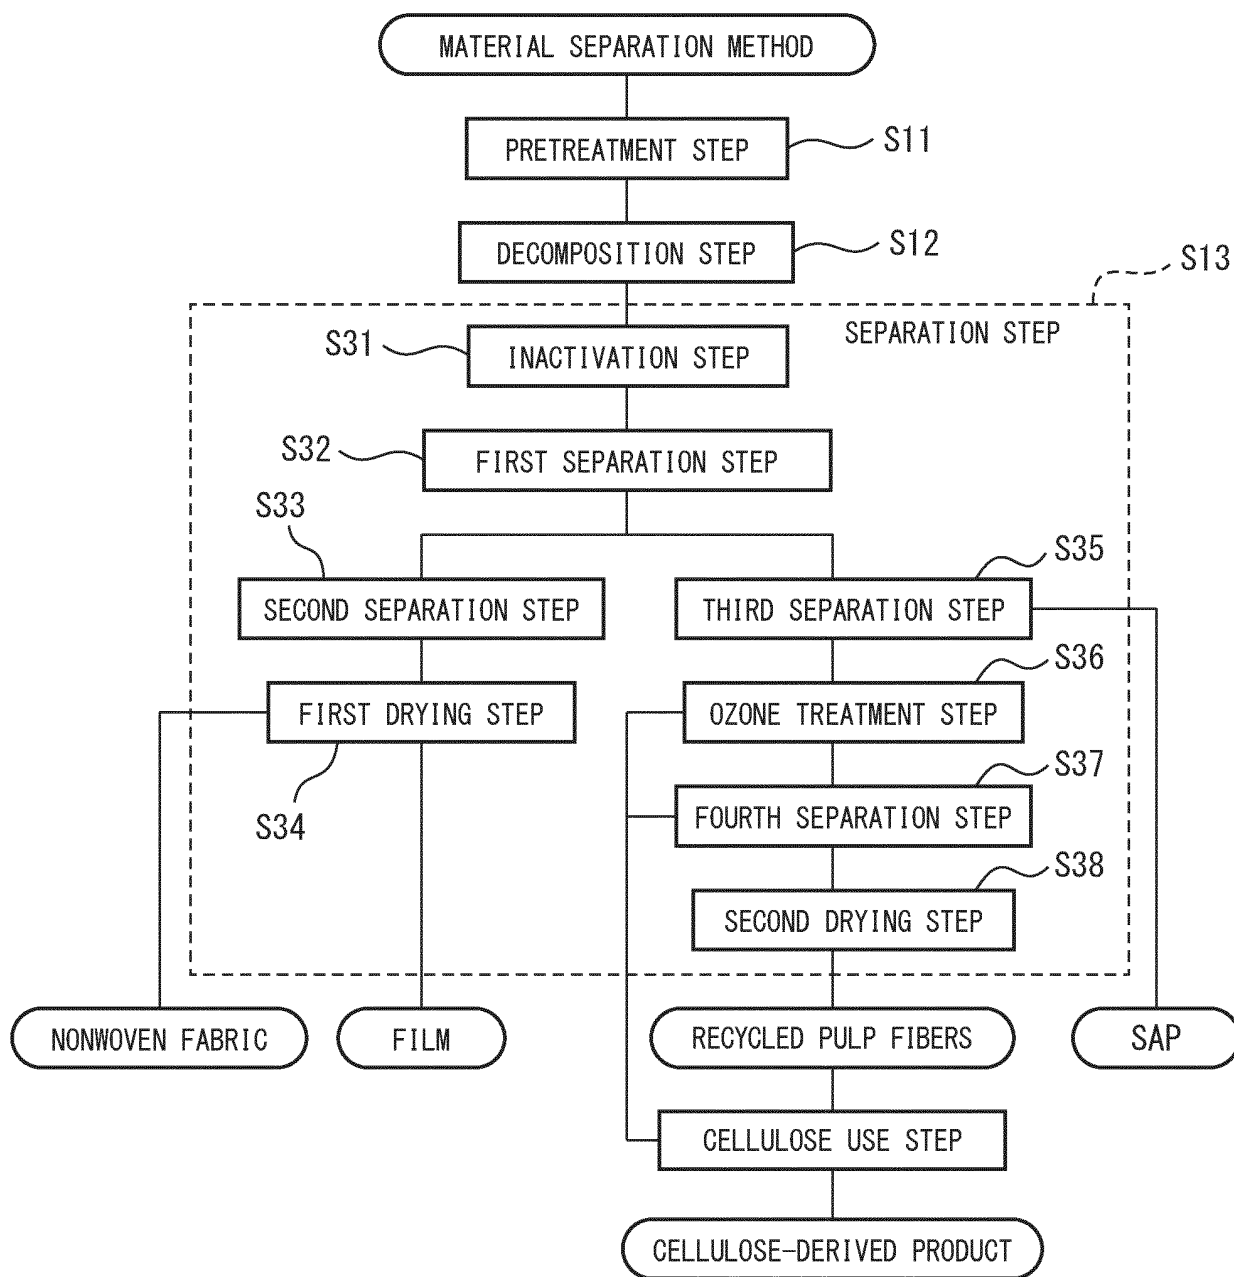 MATERIAL SEPARATION METHOD
PRETREATMENT STEP
S11
DECOMPOSITION STEP
S12
S13
SEPARATION STEP
S31
INACTIVATION STEP
S32
FIRST SEPARATION STEP
S33
SECOND SEPARATION STEP
S35
THIRD SEPARATION STEP
FIRST DRYING STEP
S34
S36
OZONE TREATMENT STEP
S37
FOURTH SEPARATION STEP
S38
SECOND DRYING STEP
NONWOVEN FABRIC
FILM
RECYCLED PULP FIBERS
SAP
CELLULOSE USE STEP
CELLULOSE-DERIVED PRODUCT